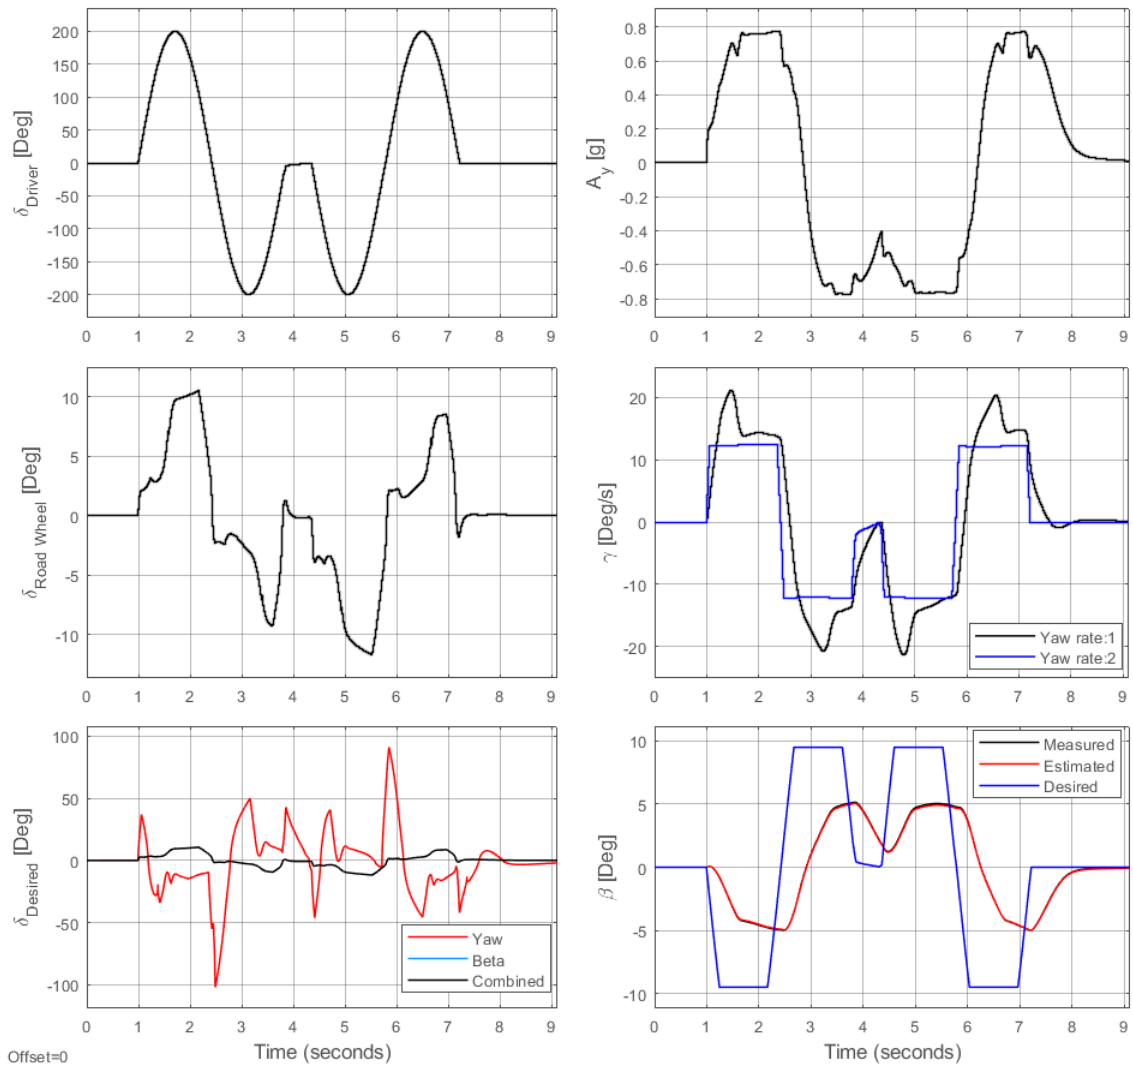 δDriver [Deg]
200
150
100
50
0
-50
-100
-150
-200
0 1 2 3 4 5 6 7 8 9
Ay [g]
0.8
0.6
0.4
0.2
0
-0.2
-0.4
-0.6
-0.8
0 1 2 3 4 5 6 7 8 9
δRoad Wheel [Deg]
10
5
0
-5
-10
0 1 2 3 4 5 6 7 8 9
γ [Deg/s]
20
10
0
-10
-20
Yaw rate:1
Yaw rate:2
0 1 2 3 4 5 6 7 8 9
δDesired [Deg]
100
50
0
-50
-100
Yaw
Beta
Combined
0 1 2 3 4 5 6 7 8 9
Time (seconds)
Offset=0
β [Deg]
10
5
0
-5
-10
Measured
Estimated
Desired
0 1 2 3 4 5 6 7 8 9
Time (seconds)